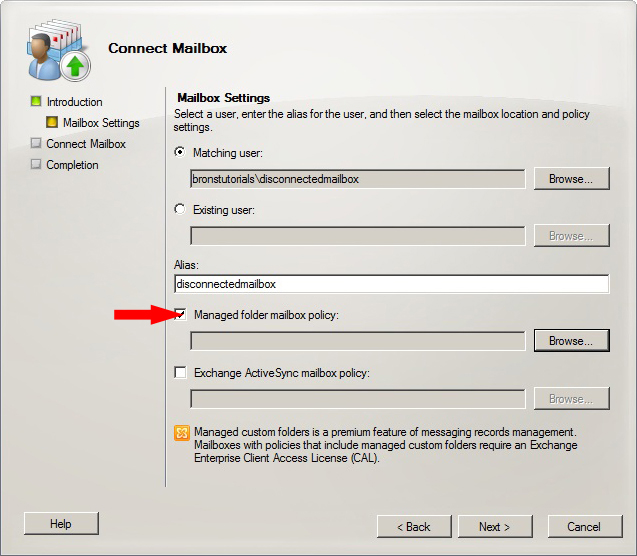 Connect Mailbox
Introduction
Mailbox Settings
Connect Mailbox
Completion
Mailbox Settings
Select a user, enter the alias for the user, and then select the mailbox location and policy
settings.
Matching user:
bronstutorials\disconnectedmailbox
Browse...
Existing user:
Browse...
Alias:
disconnectedmailbox
Managed folder mailbox policy:
Browse...
Exchange ActiveSync mailbox policy:
Browse...
Managed custom folders is a premium feature of messaging records management.
Mailboxes with policies that include managed custom folders require an Exchange
Enterprise Client Access License (CAL).
Help
< Back
Next >
Cancel